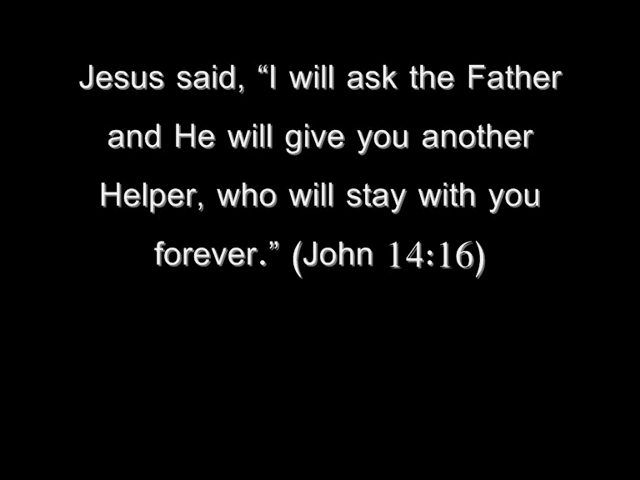 Jesus said, “I will ask the Father
and He will give you another
Helper, who will stay with you
forever.” (John 14:16)